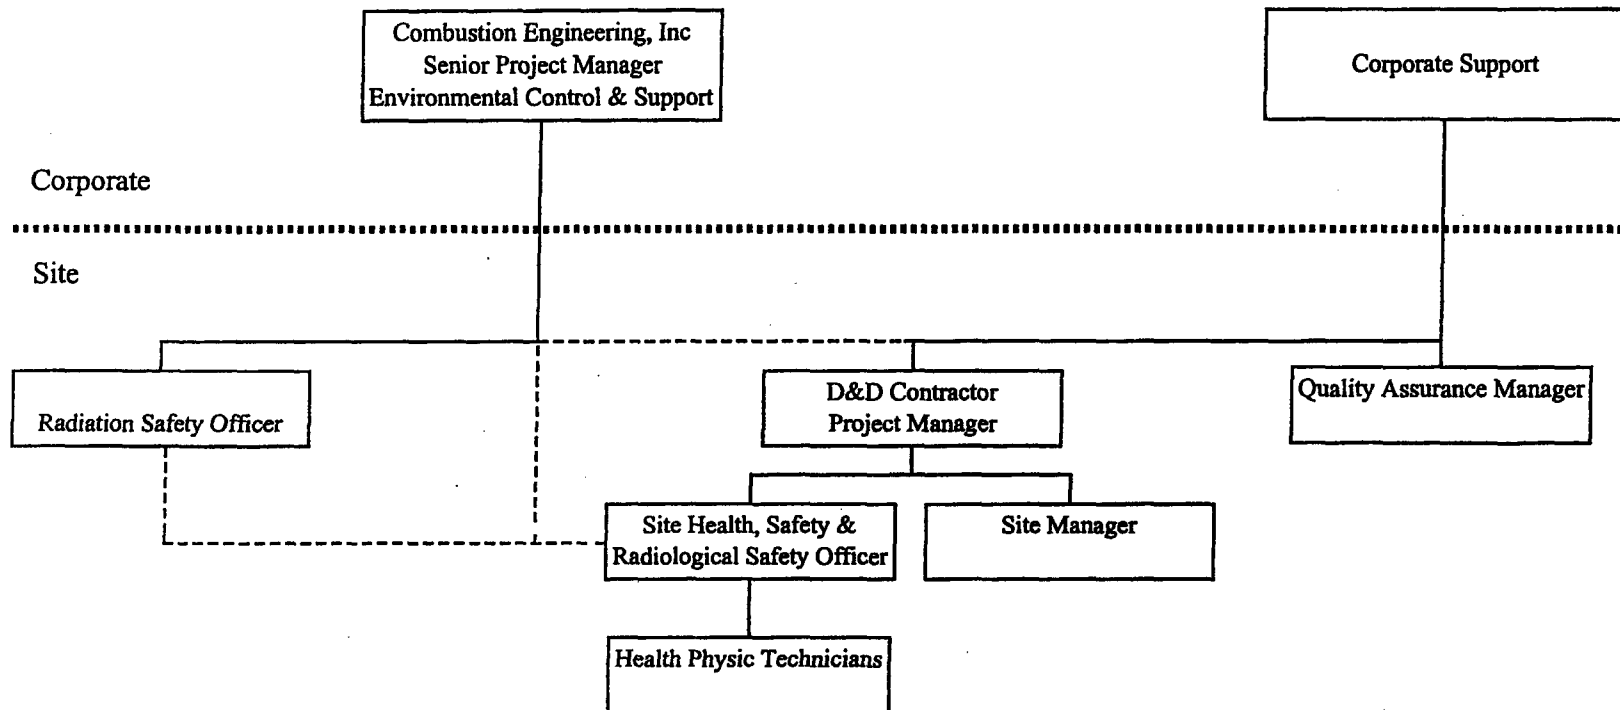 Combustion Engineering, Inc
Senior Project Manager
Environmental Control & Support
Corporate Support
Corporate
Site
Radiation Safety Officer
D&D Contractor
Project Manager
Quality Assurance Manager
Site Health, Safety &
Radiological Safety Officer
Site Manager
Health Physic Technicians